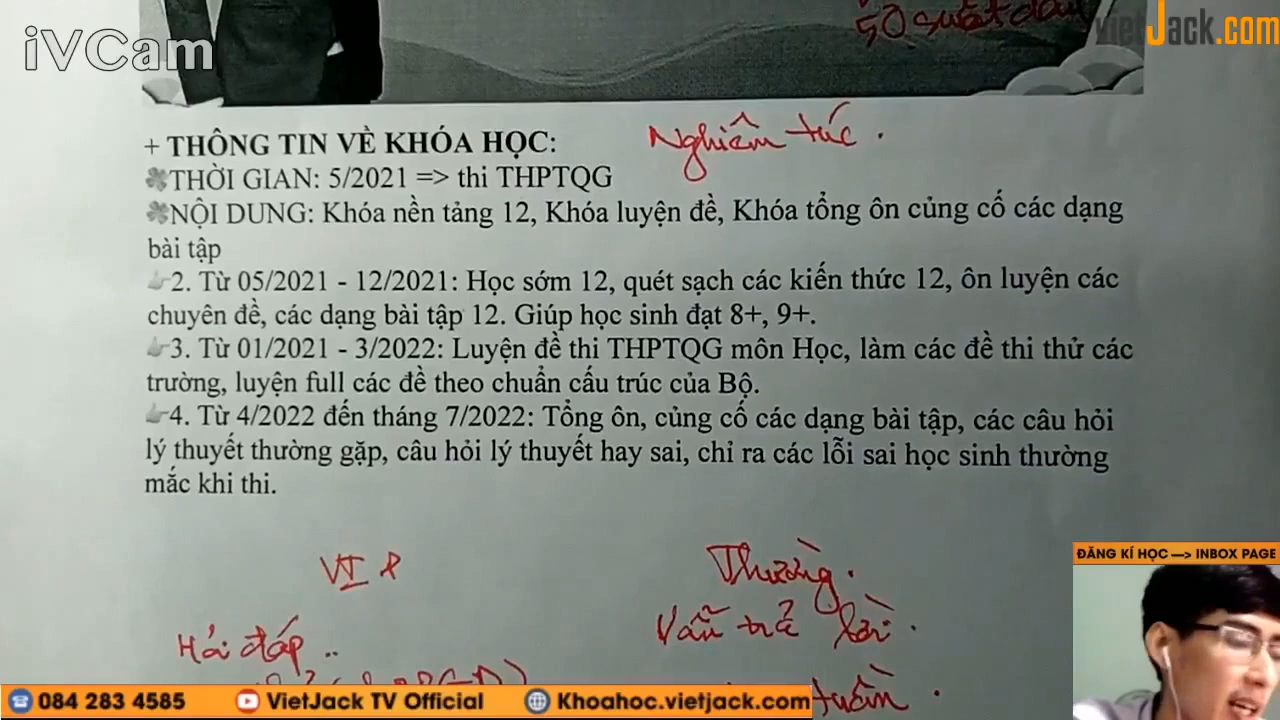 iVCam
50 suất đầu
vietJack.com
+ THÔNG TIN VỀ KHÓA HỌC:
Nghiêm túc.
THỜI GIAN: 5/2021 => thi THPTQG
NỘI DUNG: Khóa nền tảng 12, Khóa luyện đề, Khóa tổng ôn củng cố các dạng
bài tập
2. Từ 05/2021 - 12/2021: Học sớm 12, quét sạch các kiến thức 12, ôn luyện các
chuyên đề, các dạng bài tập 12. Giúp học sinh đạt 8+, 9+.
3. Từ 01/2021 - 3/2022: Luyện đề thi THPTQG môn Học, làm các đề thi thử các
trường, luyện full các đề theo chuẩn cấu trúc của Bộ.
4. Từ 4/2022 đến tháng 7/2022: Tổng ôn, củng cố các dạng bài tập, các câu hỏi
lý thuyết thường gặp, câu hỏi lý thuyết hay sai, chỉ ra các lỗi sai học sinh thường
mắc khi thi.
VIP
Thường.
Hỏi đáp..
Vẫn trả lời.
tuần.
ĐĂNG KÍ HỌC —> INBOX PAGE
084 283 4585
VietJack TV Official
Khoahoc.vietjack.com